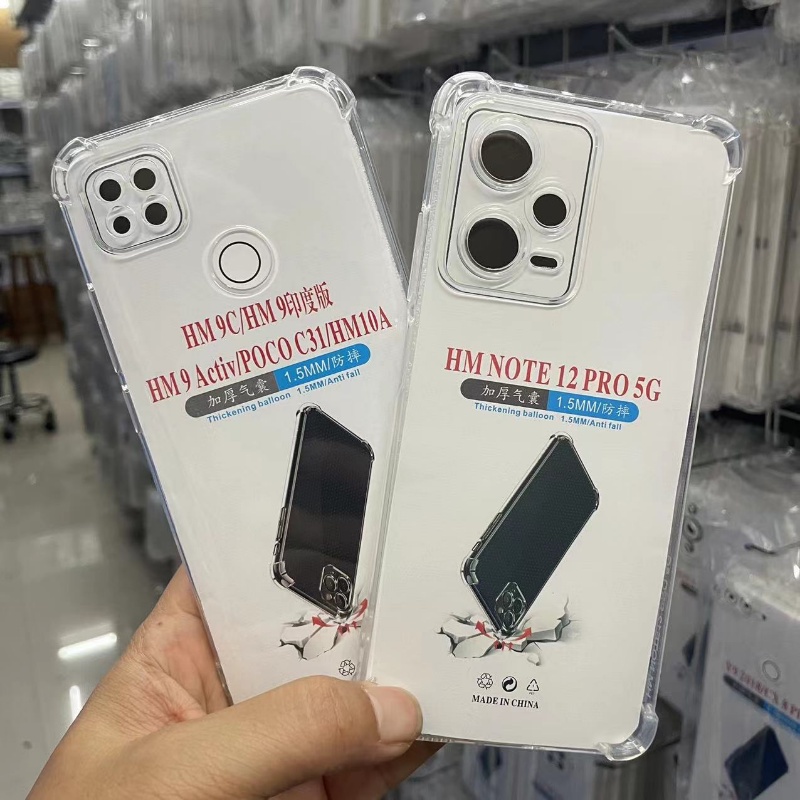 HM 9C/HM 9印度版
HM 9 Activ/POCO C31/HM10A
加厚气囊 1.5MM/防摔
Thickening balloon 1.5MM/Anti fall
HM NOTE 12 PRO 5G
加厚气囊 1.5MM/防摔
Thickening balloon 1.5MM/Anti fall
MADE IN CHINA